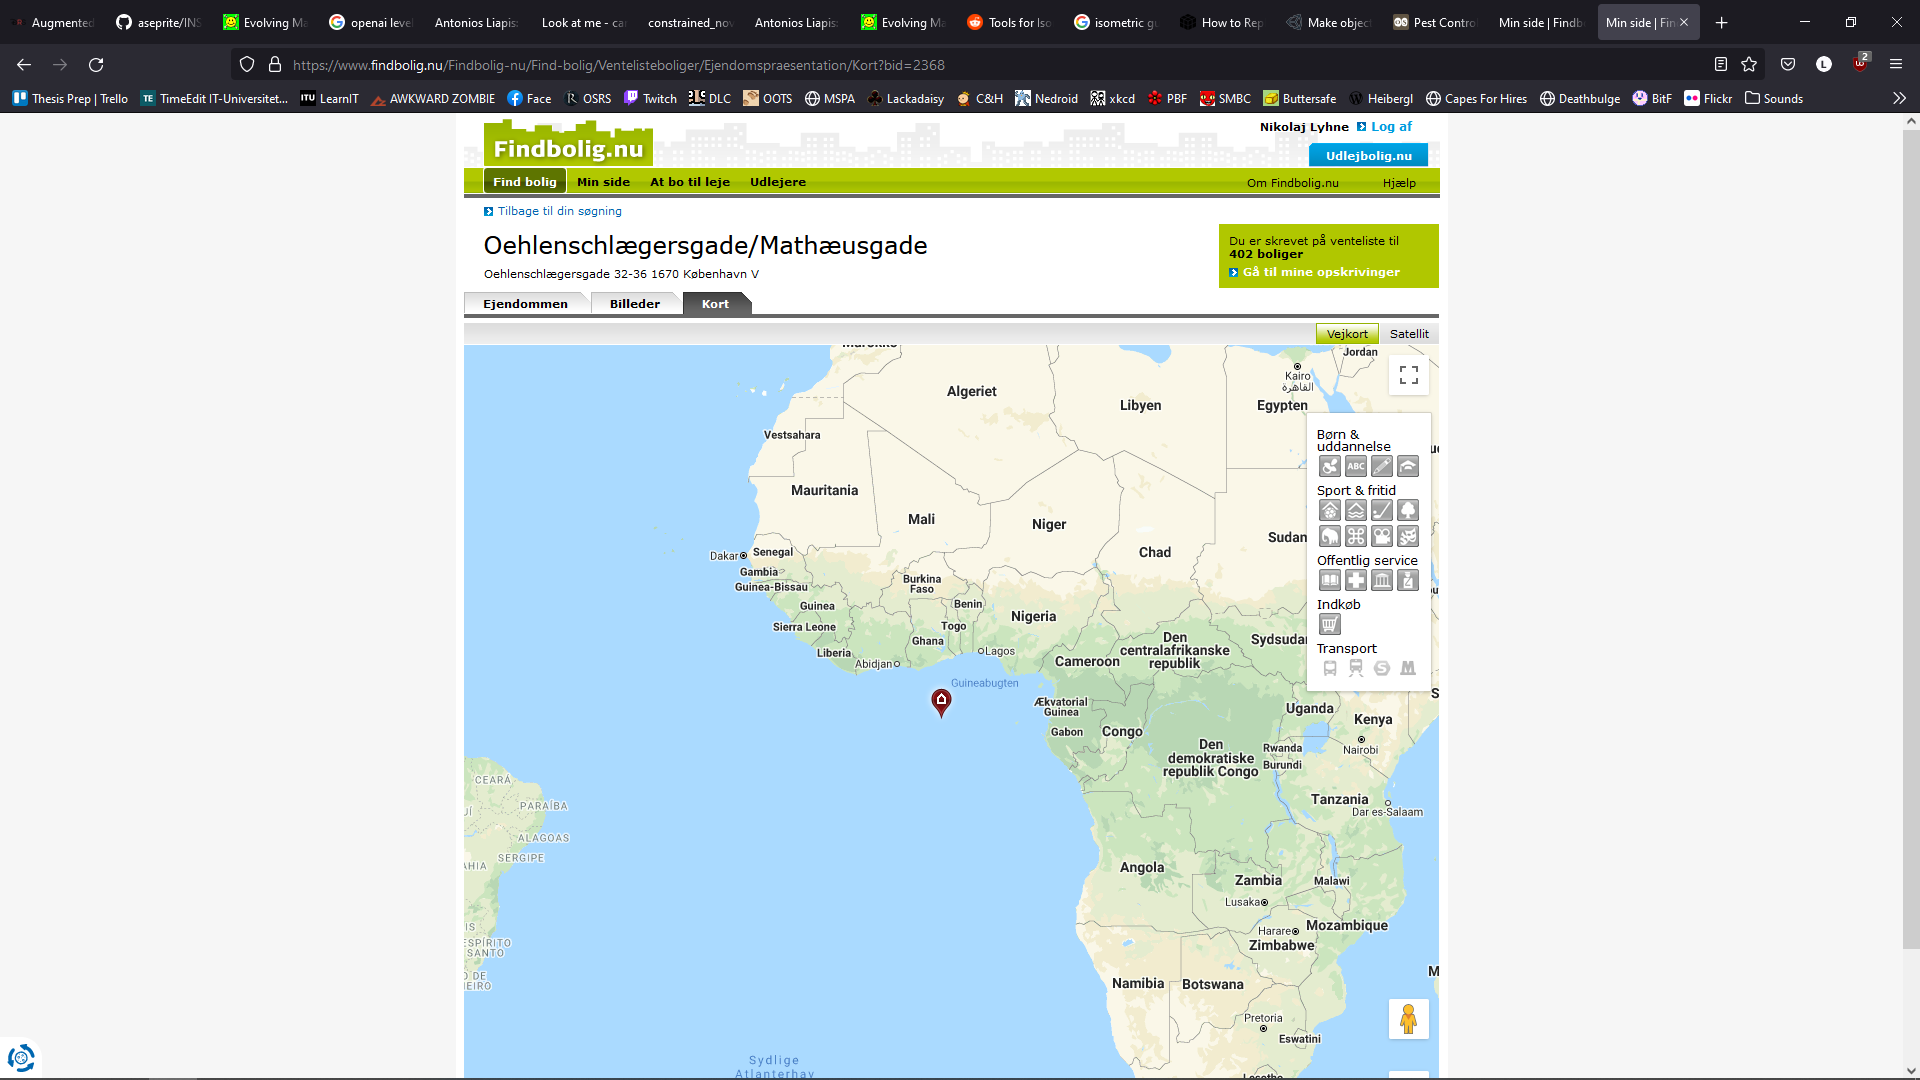 Augmented
aseprite/INS
Evolving Ma
openai level
Antonios Liapis:
Look at me - ca
constrained_nov
Antonios Liapis:
Evolving Ma
Tools for Iso
isometric gu
How to Rep
Make objec
Pest Contro
Min side | Findb
Min side | Fin
https://www.findbolig.nu/Findbolig-nu/Find-bolig/Ventelisteboliger/Ejendomspraesentation/Kort?bid=2368
L
2
Thesis Prep | Trello
TE TimeEdit IT-Universitet...
ITU LearnIT
AWKWARD ZOMBIE
Face
OSRS
Twitch
DLC
OOTS
MSPA
Lackadaisy
C&H
Nedroid
xkcd
PBF
SMBC
Buttersafe
Heibergl
Capes For Hires
Deathbulge
BitF
Flickr
Sounds
Findbolig.nu
Nikolaj Lyhne Log af
Udlejbolig.nu
Find bolig Min side At bo til leje Udlejere Om Findbolig.nu Hjælp
Tilbage til din søgning
Oehlenschlægersgade/Mathæusgade
Oehlenschlægersgade 32-36 1670 København V
Du er skrevet på venteliste til
402 boliger
Gå til mine opskrivinger
Ejendommen Billeder Kort
Vejkort Satellit
Marokko
Jordan
Kairo
القاهرة
Algeriet
Libyen
Egypten
Vestsahara
Mauritania
Mali
Niger
Chad
Sudan
Dakar
Senegal
Gambia
Guinea-Bissau
Guinea
Sierra Leone
Liberia
Burkina
Faso
Benin
Togo
Ghana
Abidjan
Nigeria
Lagos
Guineabugten
Cameroon
Den
centralafrikanske
republik
Sydsudan
Ækvatorial
Guinea
Gabon
Congo
Den
demokratiske
republik Congo
Uganda
Kenya
Nairobi
Rwanda
Burundi
Tanzania
Dar es-Salaam
Angola
Zambia
Malawi
Lusaka
Harare
Mozambique
Zimbabwe
Namibia
Botswana
Pretoria
Eswatini
Lesotho
CEARÁ
PARAÍBA
ALAGOAS
SERGIPE
AHIA
ESPÍRITO
SANTO
O DE
NEIRO
Sydlige
Atlanterhav
Børn &
uddannelse
ABC
Sport & fritid
Offentlig service
Indkøb
Transport
S
M